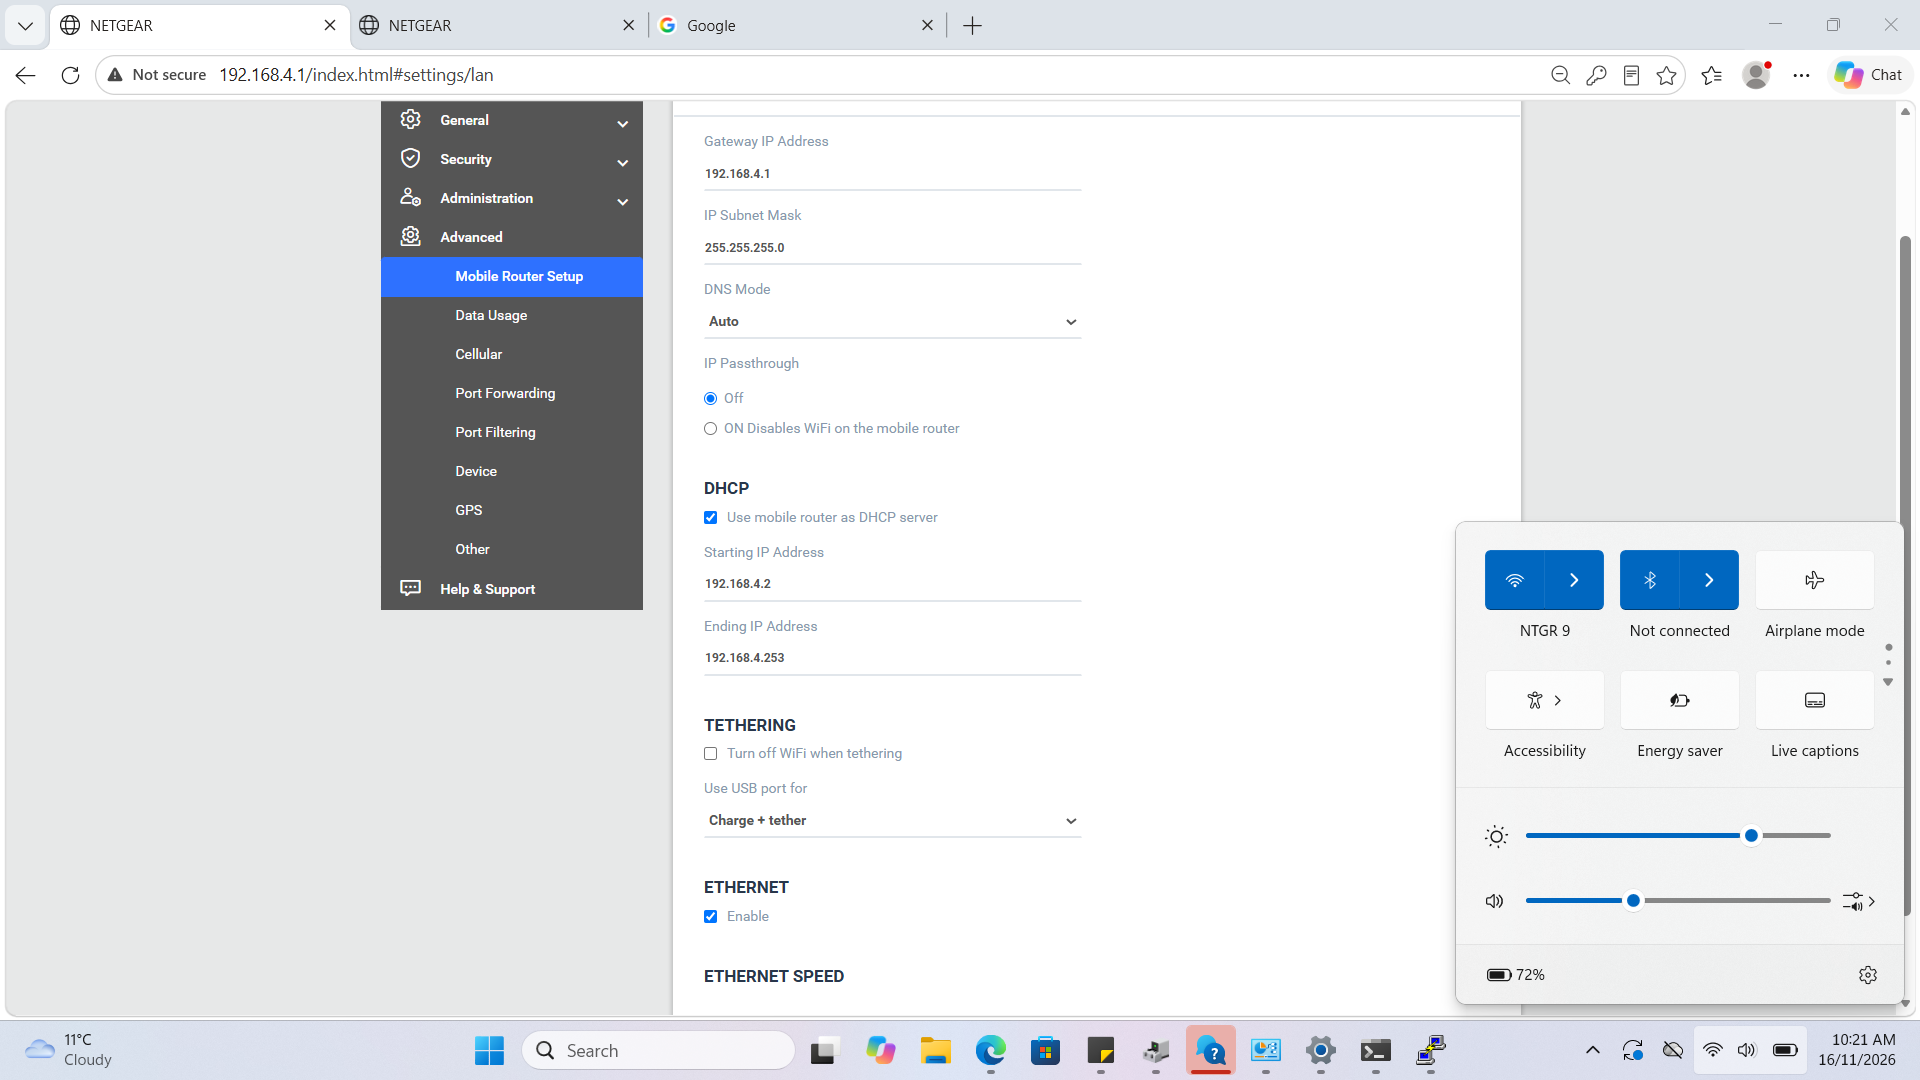 NETGEAR
NETGEAR
Google
Not secure 192.168.4.1/index.html#settings/lan
Chat
General
Security
Administration
Advanced
Mobile Router Setup
Data Usage
Cellular
Port Forwarding
Port Filtering
Device
GPS
Other
Help & Support
Gateway IP Address
192.168.4.1
IP Subnet Mask
255.255.255.0
DNS Mode
Auto
IP Passthrough
Off
ON Disables WiFi on the mobile router
DHCP
Use mobile router as DHCP server
Starting IP Address
192.168.4.2
Ending IP Address
192.168.4.253
TETHERING
Turn off WiFi when tethering
Use USB port for
Charge + tether
ETHERNET
Enable
ETHERNET SPEED
NTGR 9
Not connected
Airplane mode
Accessibility
Energy saver
Live captions
72%
11°C
Cloudy
Search
10:21 AM
16/11/2026